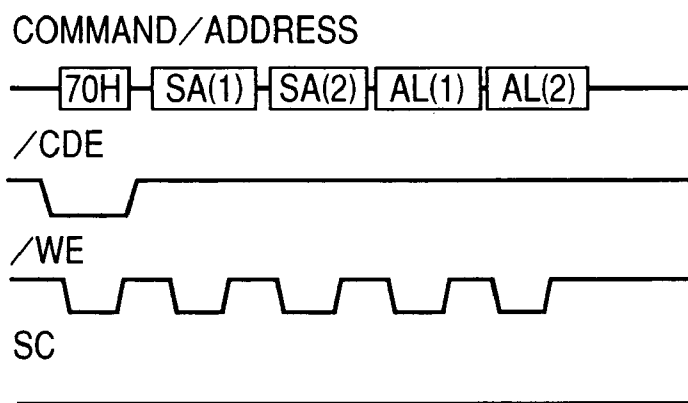 COMMAND/ADDRESS
70H SA(1) SA(2) AL(1) AL(2)
/CDE
/WE
SC